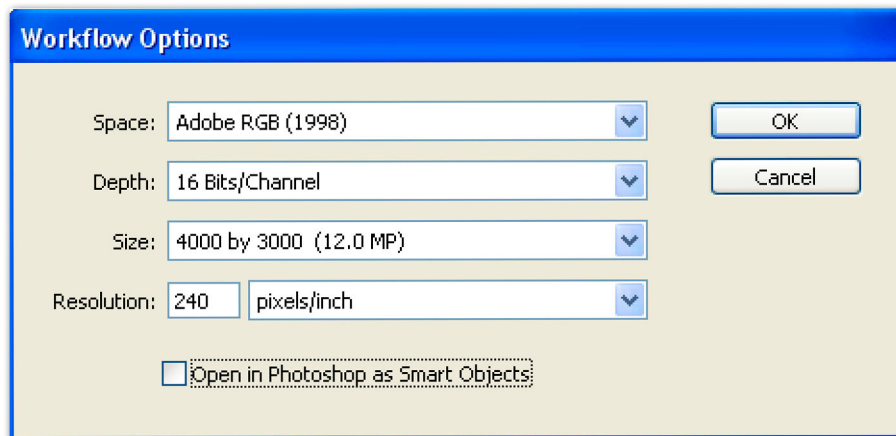 Workflow Options
Space: Adobe RGB (1998)
OK
Depth: 16 Bits/Channel
Cancel
Size: 4000 by 3000 (12.0 MP)
Resolution: 240 pixels/inch
Open in Photoshop as Smart Objects